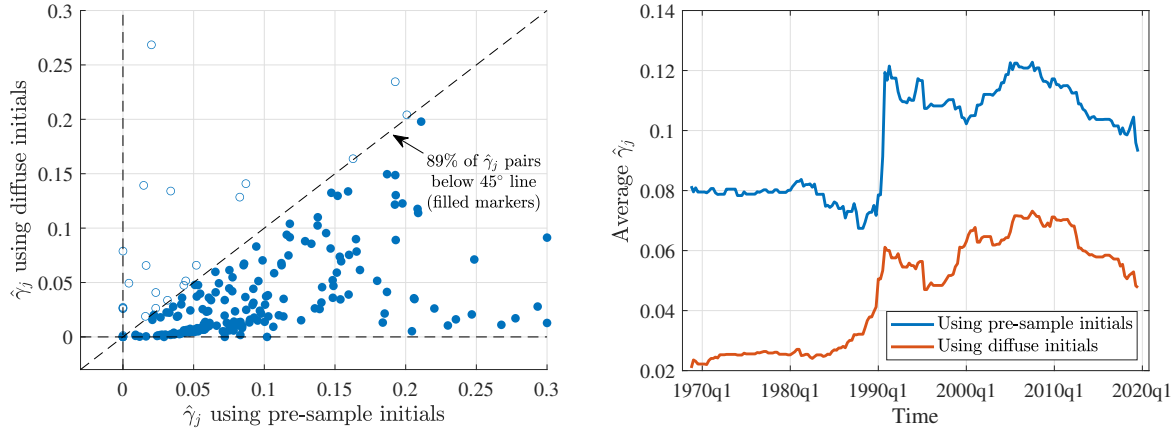 0.3
0.25
0.2
0.15
0.1
0.05
0
γ̂ⱼ using diffuse initials
89% of γ̂ⱼ pairs
below 45° line
(filled markers)
0 0.05 0.1 0.15 0.2 0.25 0.3
γ̂ⱼ using pre-sample initials
0.14
0.12
0.1
0.08
0.06
0.04
0.02
Average γ̂ⱼ
Using pre-sample initials
Using diffuse initials
1970q1 1980q1 1990q1 2000q1 2010q1 2020q1
Time